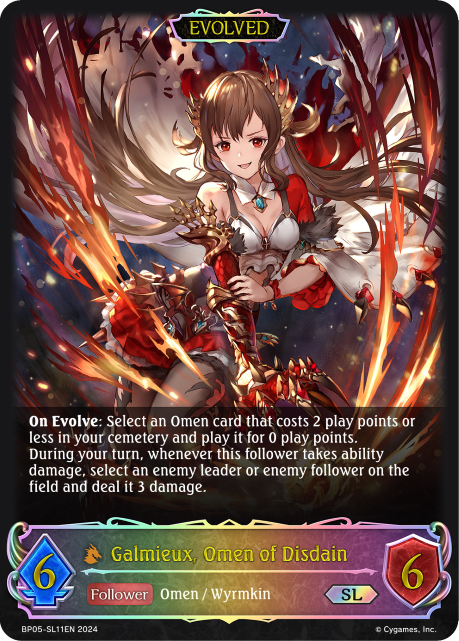 EVOLVED
On Evolve: Select an Omen card that costs 2 play points or
less in your cemetery and play it for 0 play points.
During your turn, whenever this follower takes ability
damage, select an enemy leader or enemy follower on the
field and deal it 3 damage.
Galmieux, Omen of Disdain
6
Follower
Omen / Wyrmkin
SL
6
BP05-SL11EN 2024
© Cygames, Inc.